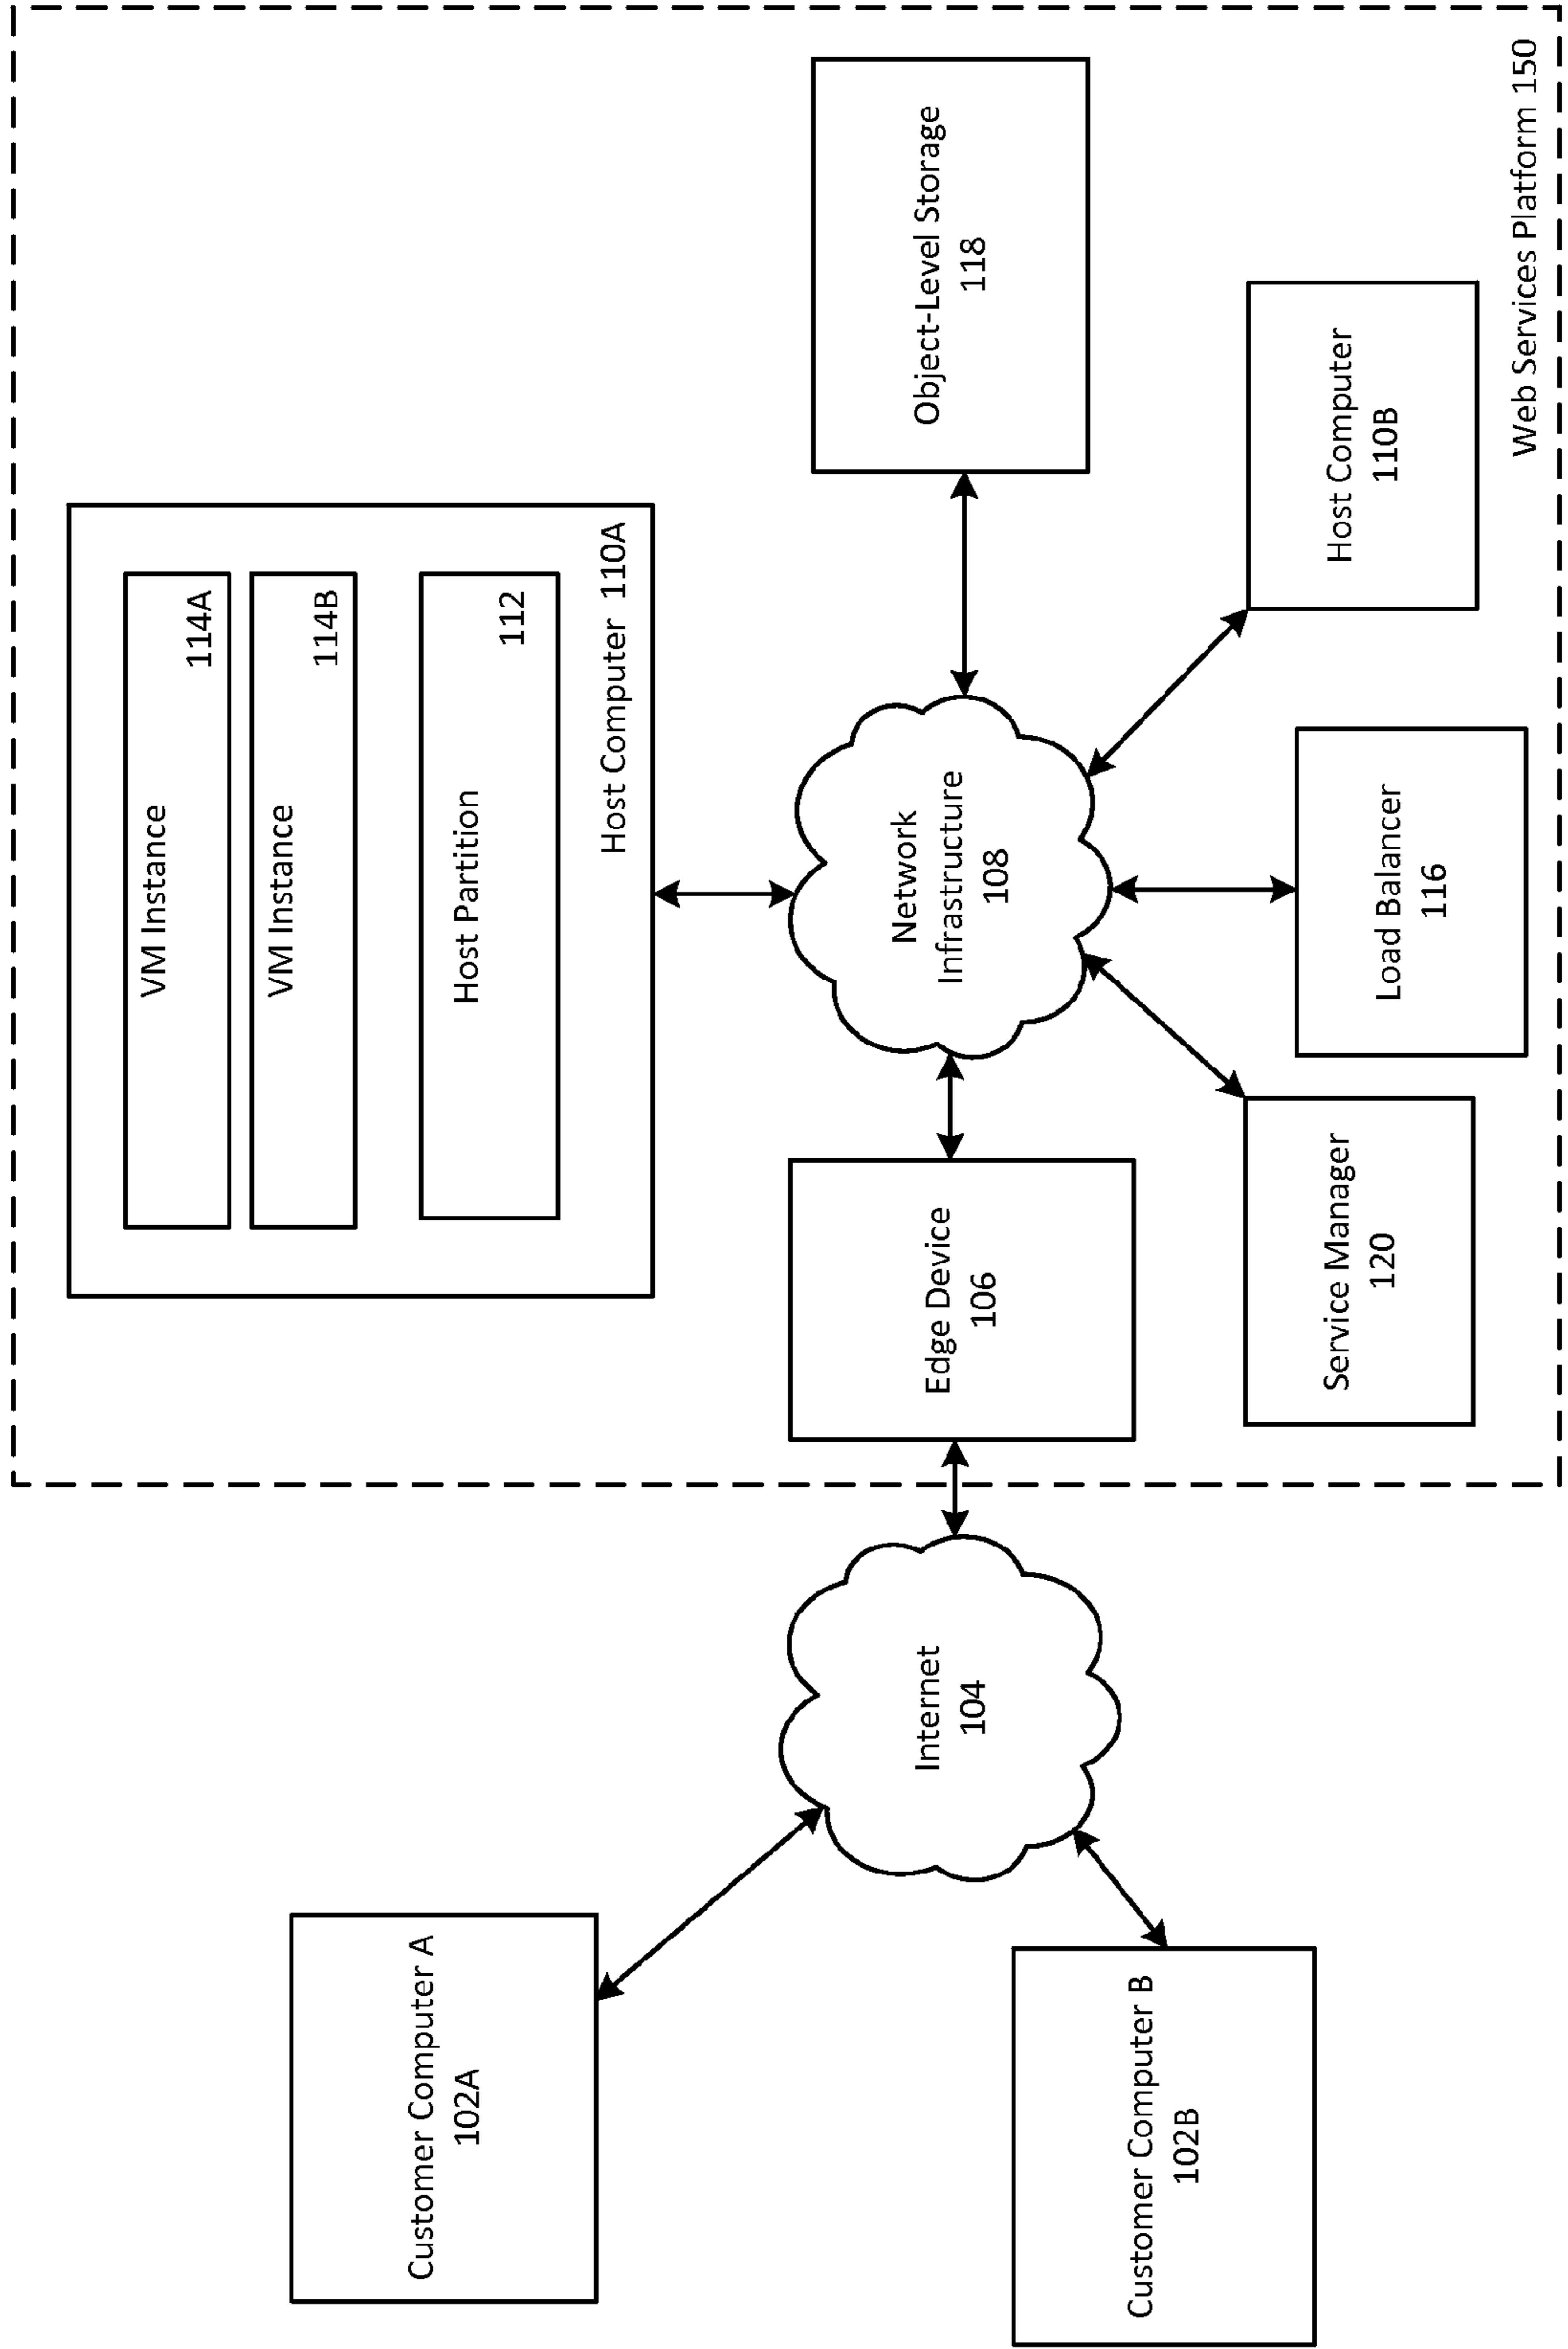 VM Instance
114A
VM Instance
114B
Host Partition
112
Host Computer 110A
Customer Computer A
102A
Internet
104
Edge Device
106
Network
Infrastructure
108
Object-Level Storage
118
Customer Computer B
102B
Service Manager
120
Load Balancer
116
Host Computer
110B
Web Services Platform 150